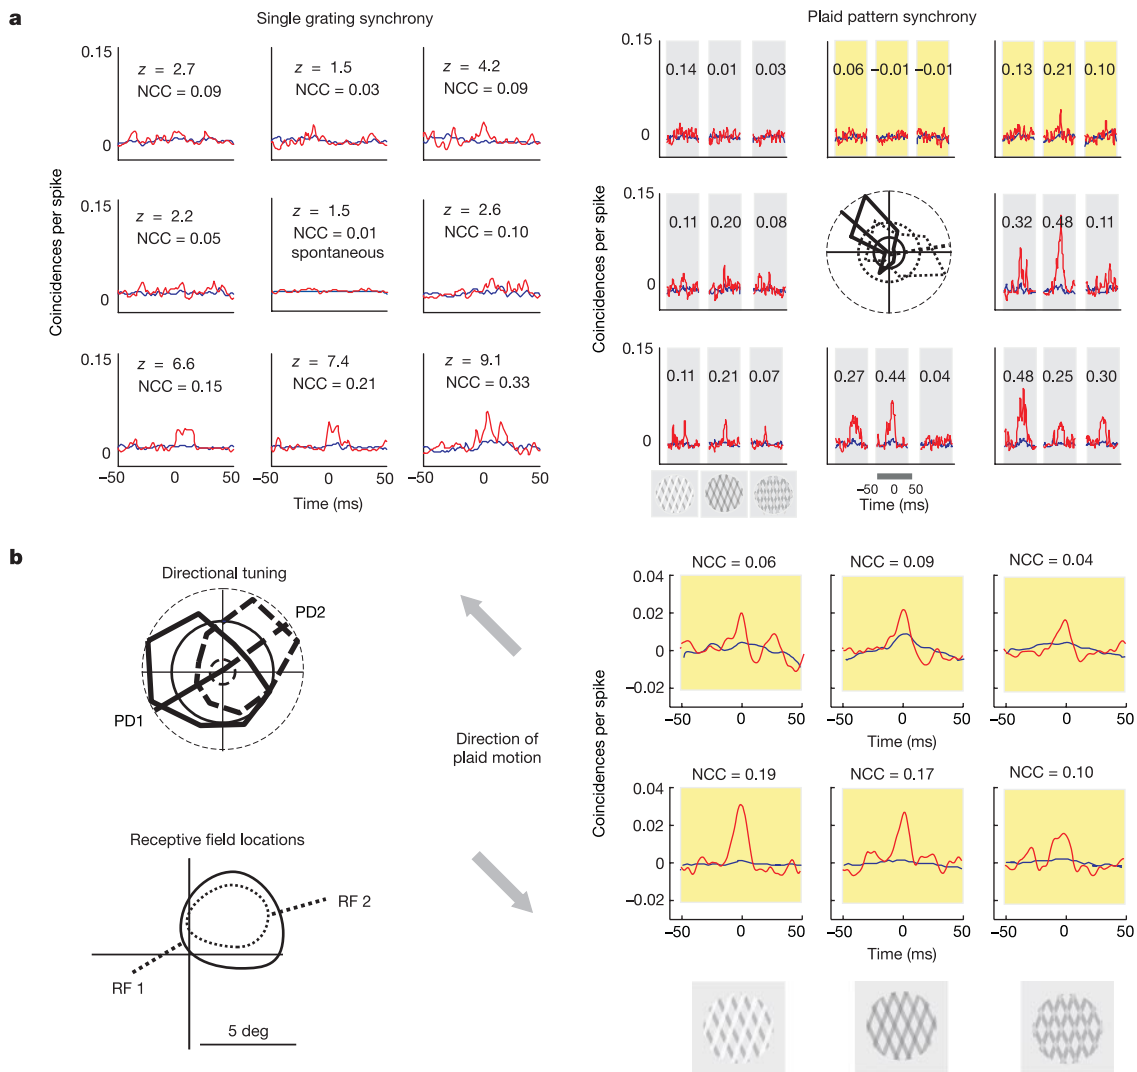 a
Single grating synchrony
Coincidences per spike
0.15
0
z = 2.7
NCC = 0.09
z = 1.5
NCC = 0.03
z = 4.2
NCC = 0.09
0.15
0
z = 2.2
NCC = 0.05
z = 1.5
NCC = 0.01
spontaneous
z = 2.6
NCC = 0.10
0.15
0
z = 6.6
NCC = 0.15
z = 7.4
NCC = 0.21
z = 9.1
NCC = 0.33
−50 0 50 −50 0 50 −50 0 50
Time (ms)
Plaid pattern synchrony
Coincidences per spike
0.15
0
0.14 0.01 0.03
0.06 −0.01 −0.01
0.13 0.21 0.10
0.15
0
0.11 0.20 0.08
0.32 0.48 0.11
0.15
0
0.11 0.21 0.07
0.27 0.44 0.04
0.48 0.25 0.30
−50 0 50
Time (ms)
b
Directional tuning
PD2
PD1
Direction of
plaid motion
Receptive field locations
RF 2
RF 1
5 deg
Coincidences per spike
NCC = 0.06
NCC = 0.09
NCC = 0.04
0.04
0.02
0
−0.02
−50 0 50 −50 0 50 −50 0 50
Time (ms) Time (ms) Time (ms)
NCC = 0.19
NCC = 0.17
NCC = 0.10
0.04
0.02
0
−0.02
−50 0 50 −50 0 50 −50 0 50
Time (ms) Time (ms) Time (ms)